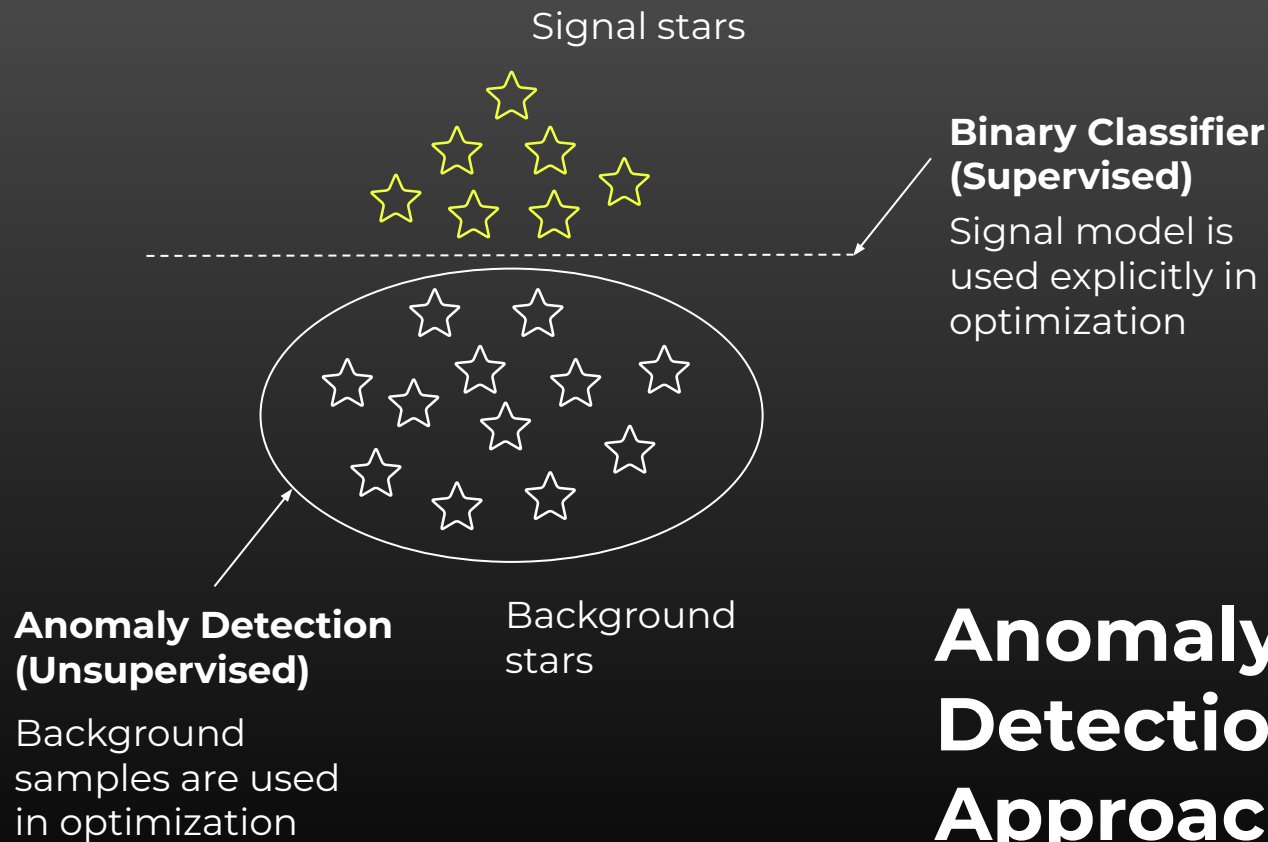 Signal stars
Binary Classifier
(Supervised)
Signal model is
used explicitly in
optimization
Anomaly Detection
(Unsupervised)
Background
samples are used
in optimization
Background
stars
Anomaly
Detectio
Approac